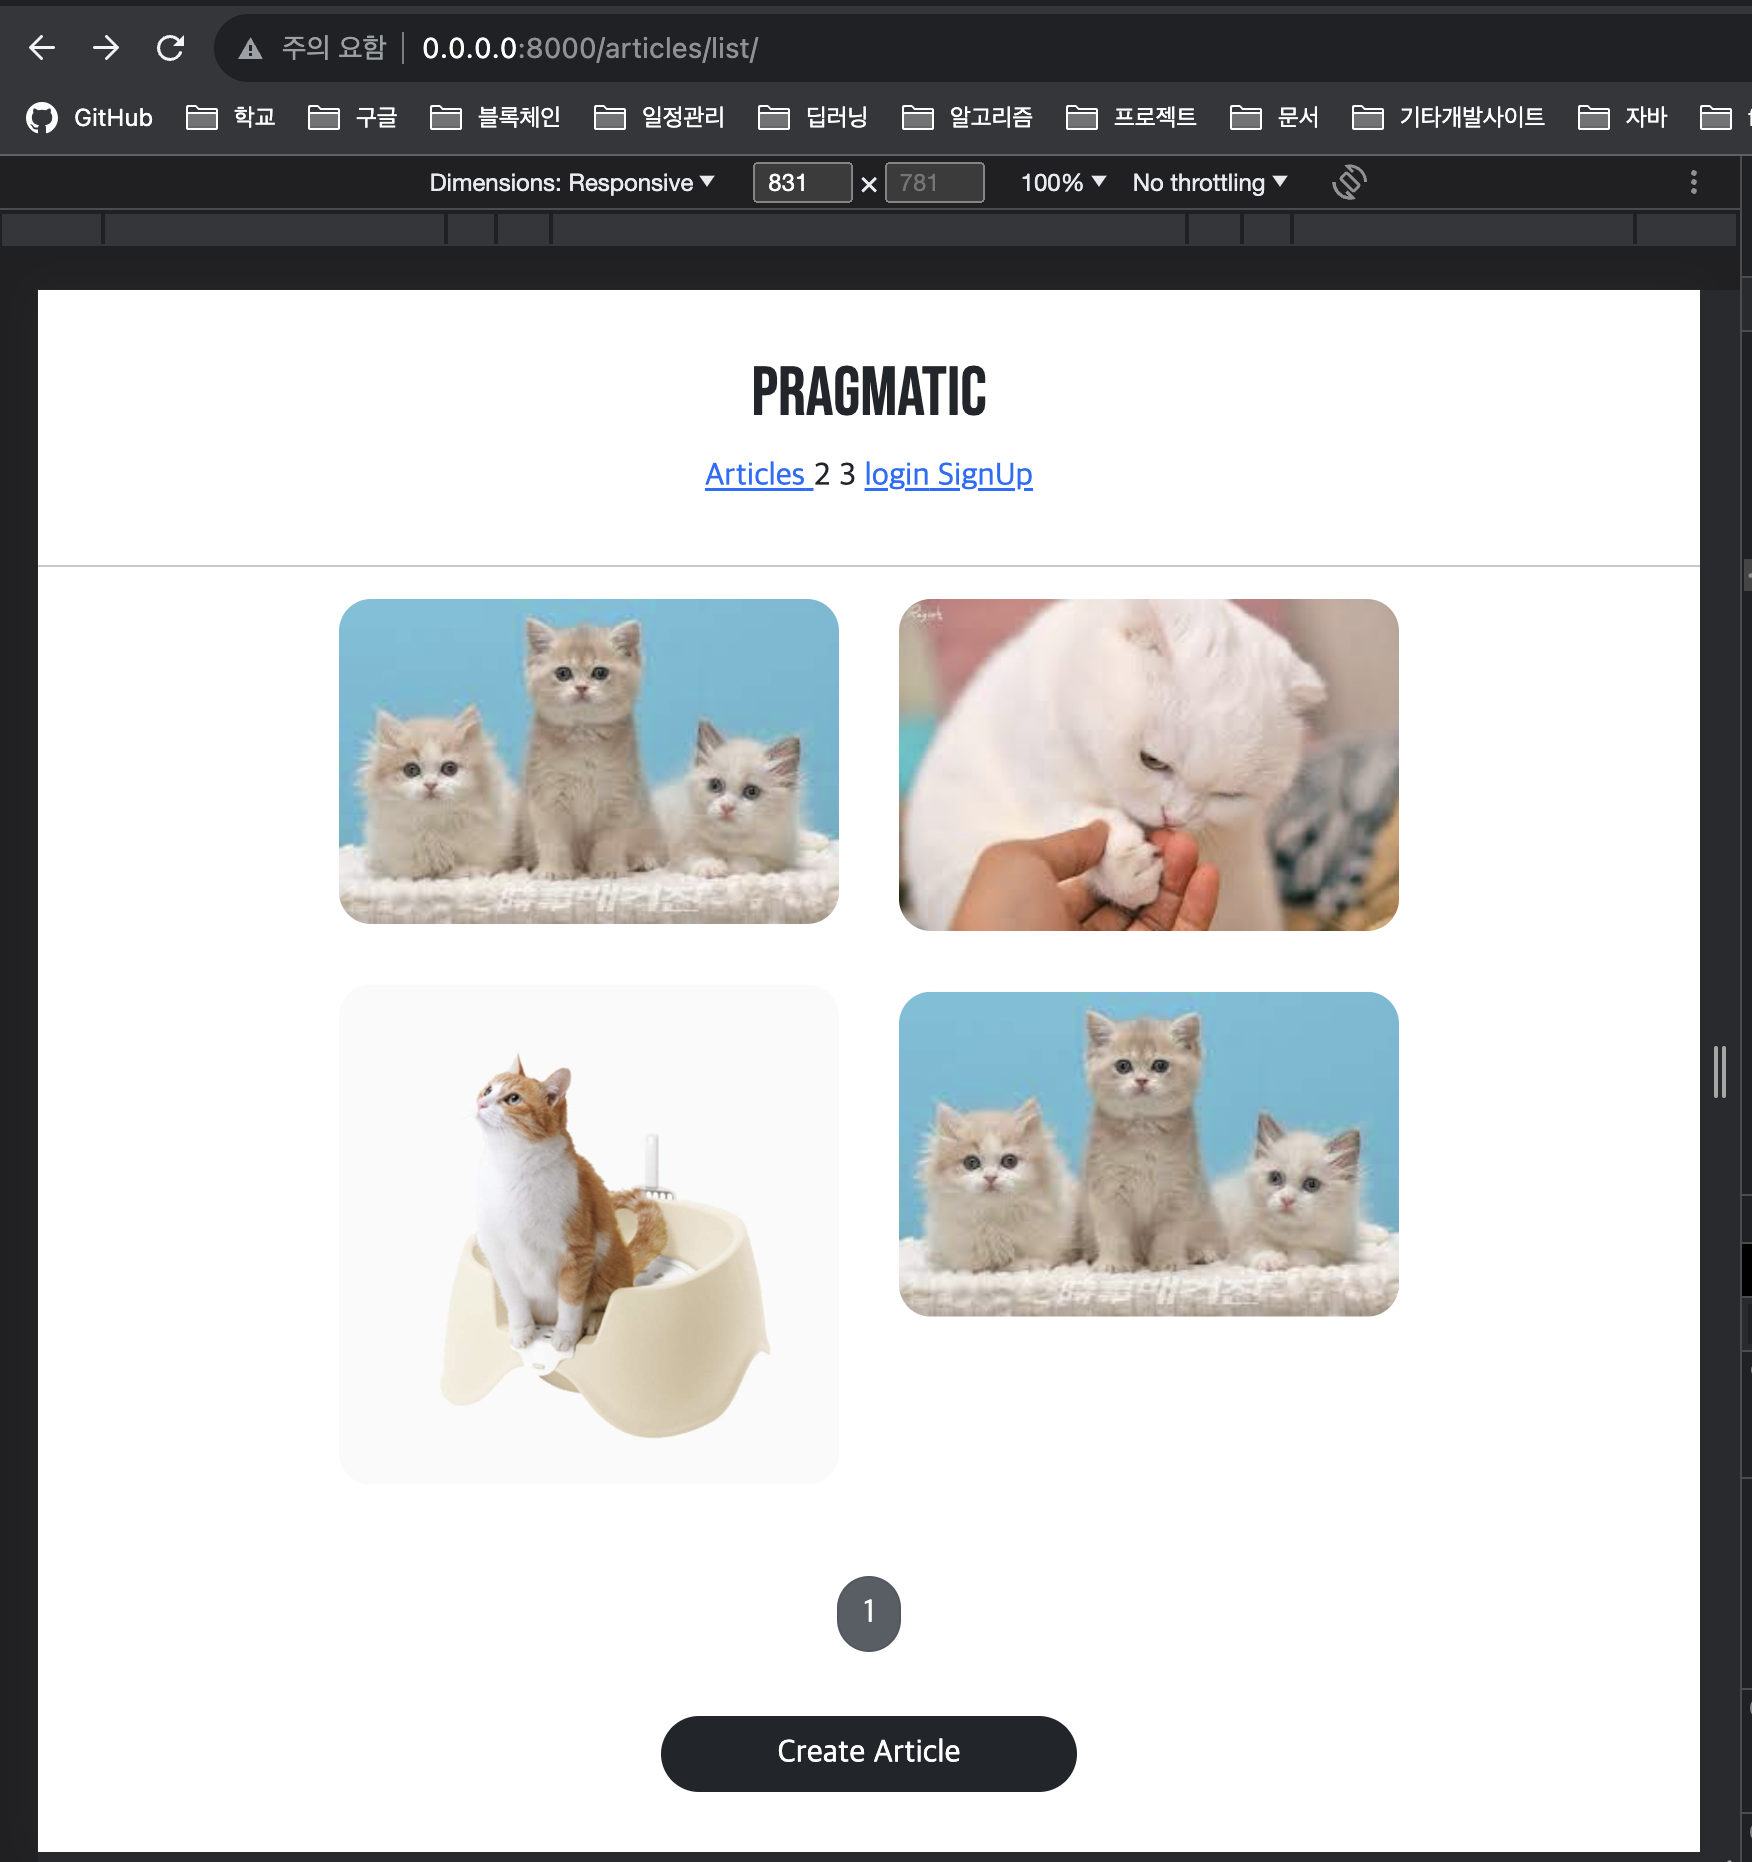 주의 요함 0.0.0.0:8000/articles/list/
GitHub 학교 구글 블록체인 일정관리 딥러닝 알고리즘 프로젝트 문서 기타개발사이트 자바
Dimensions: Responsive 831 × 781 100% No throttling
PRAGMATIC
Articles 2 3 login SignUp
1
Create Article